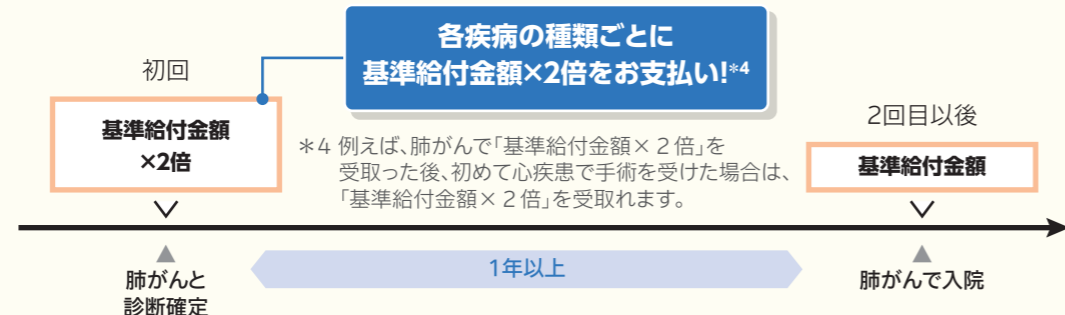 各疾病の種類ごとに
基準給付金額×2倍をお支払い!*4
初回
基準給付金額
×2倍
*4 例えば、肺がんで「基準給付金額×2倍」を
受取った後、初めて心疾患で手術を受けた場合は、
「基準給付金額×2倍」を受取れます。
2回目以後
基準給付金額
肺がんと
診断確定
1年以上
肺がんで入院